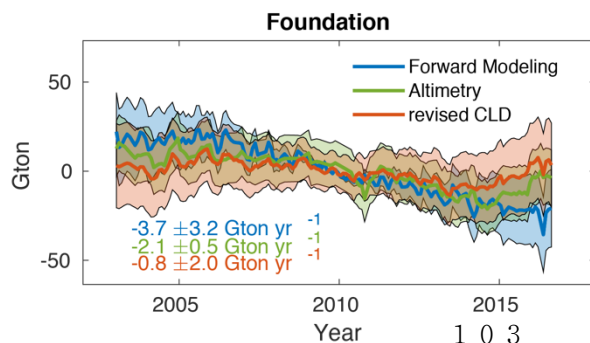 Foundation
50
0
-50
Gton
Forward Modeling
Altimetry
revised CLD
-3.7 ±3.2 Gton yr -1
-2.1 ±0.5 Gton yr -1
-0.8 ±2.0 Gton yr -1
2005 2010 2015
Year
1 0 3